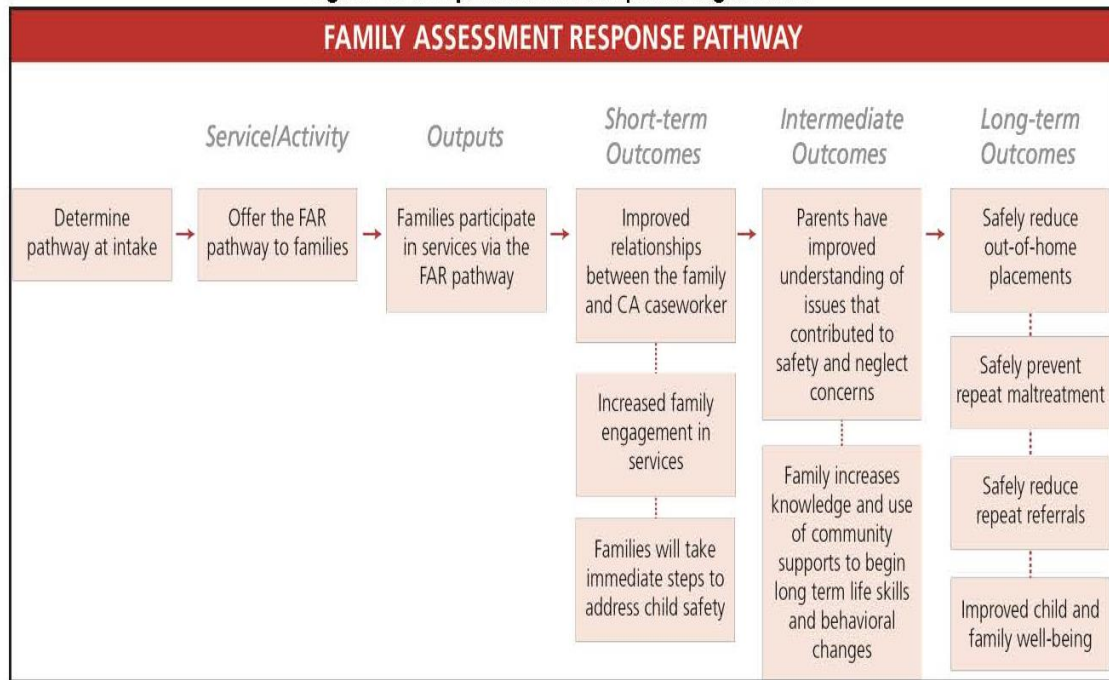 FAMILY ASSESSMENT RESPONSE PATHWAY
Service/Activity
Outputs
Short-term
Outcomes
Intermediate
Outcomes
Long-term
Outcomes
Determine
pathway at intake
Offer the FAR
pathway to families
Families participate
in services via the
FAR pathway
Improved
relationships
between the family
and CA caseworker
Increased family
engagement in
services
Families will take
immediate steps to
address child safety
Parents have
improved
understanding of
issues that
contributed to
safety and neglect
concerns
Family increases
knowledge and use
of community
supports to begin
long term life skills
and behavioral
changes
Safely reduce
out-of-home
placements
Safely prevent
repeat maltreatment
Safely reduce
repeat referrals
Improved child and
family well-being